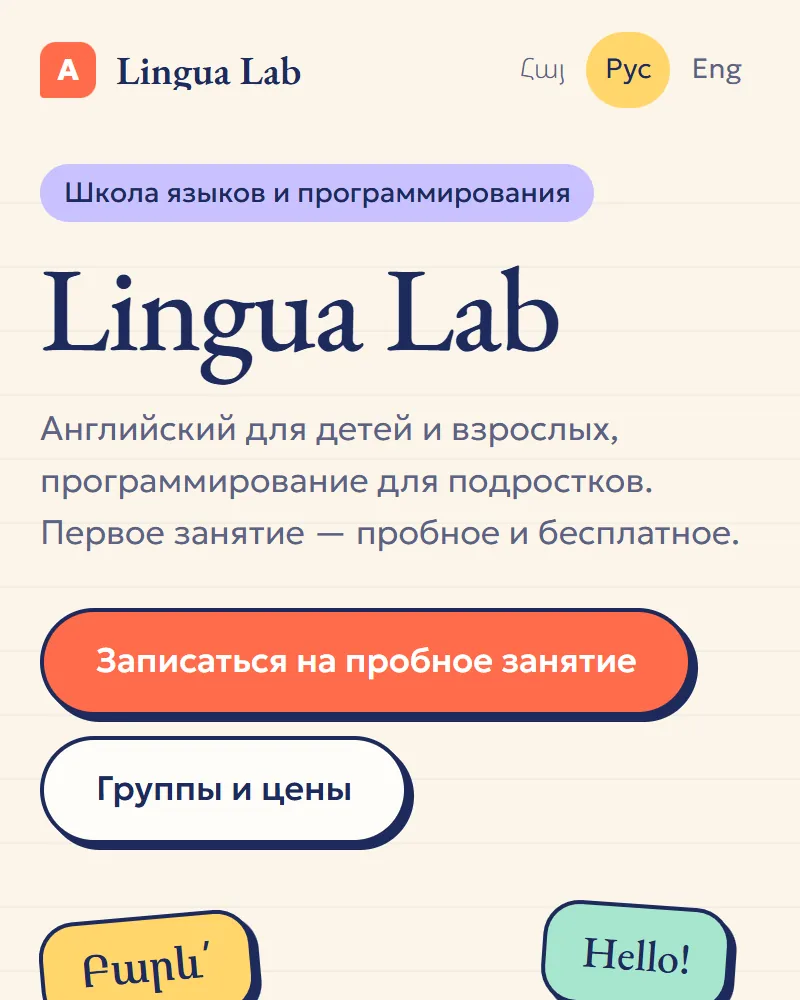 A
Lingua Lab
Հայ
Рус
Eng
Школа языков и программирования
Lingua Lab
Английский для детей и взрослых,
программирование для подростков.
Первое занятие — пробное и бесплатное.
Записаться на пробное занятие
Группы и цены
Բարև՛
Hello!